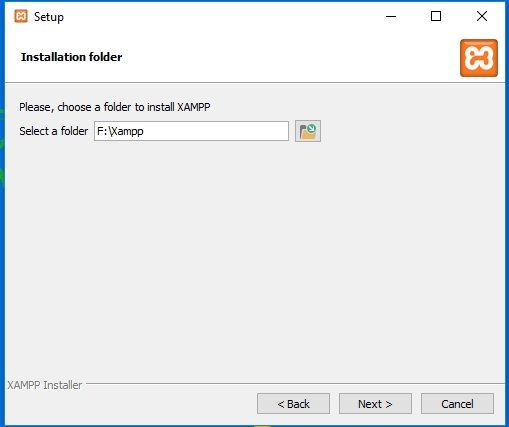 Setup
Installation folder
Please, choose a folder to install XAMPP
Select a folder F:\Xampp
XAMPP Installer
< Back Next > Cancel